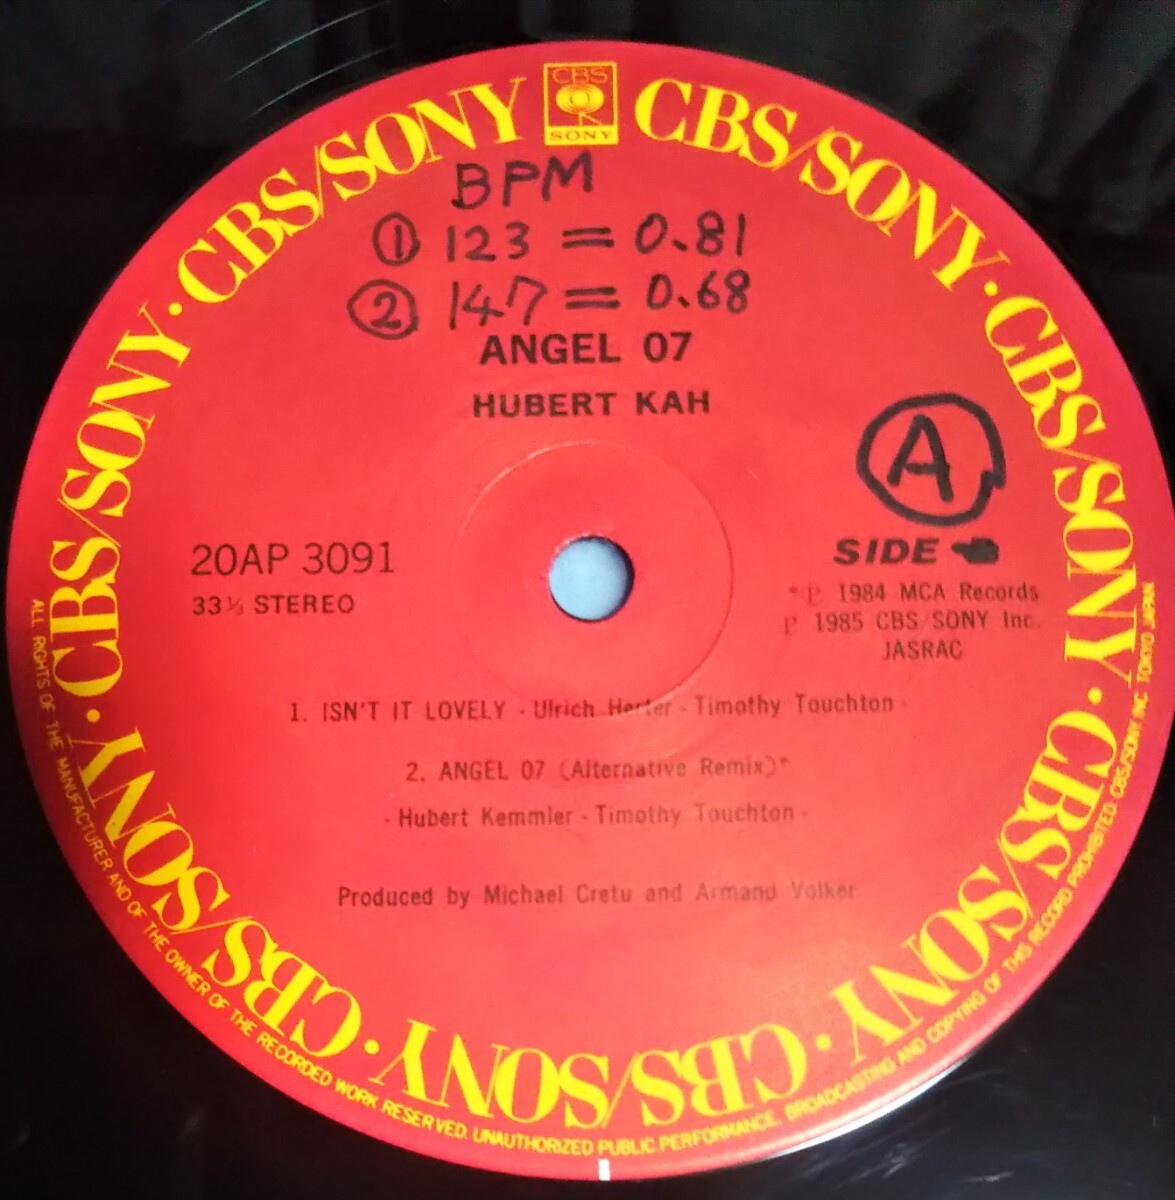 CBS/SONY · CBS/SONY · CBS/SONY · CBS/SONY · CBS/SONY · CBS/SONY · CBS/SONY · CBS/SONY · CBS/SONY
CBS
SONY
BPM
① 123 = 0.81
② 147 = 0.68
ANGEL 07
HUBERT KAH
A
SIDE
20AP 3091
33⅓ STEREO
*℗ 1984 MCA Records
℗ 1985 CBS/SONY Inc.
JASRAC
1. ISN'T IT LOVELY - Ulrich Herter - Timothy Touchton -
2. ANGEL 07 (Alternative Remix)*
- Hubert Kemmler - Timothy Touchton -
Produced by Michael Cretu and Armand Volker
ALL RIGHTS OF THE MANUFACTURER AND OF THE OWNER OF THE RECORDED WORK RESERVED. UNAUTHORIZED PUBLIC PERFORMANCE, BROADCASTING AND COPYING OF THIS RECORD PROHIBITED. CBS/SONY INC. TOKYO JAPAN